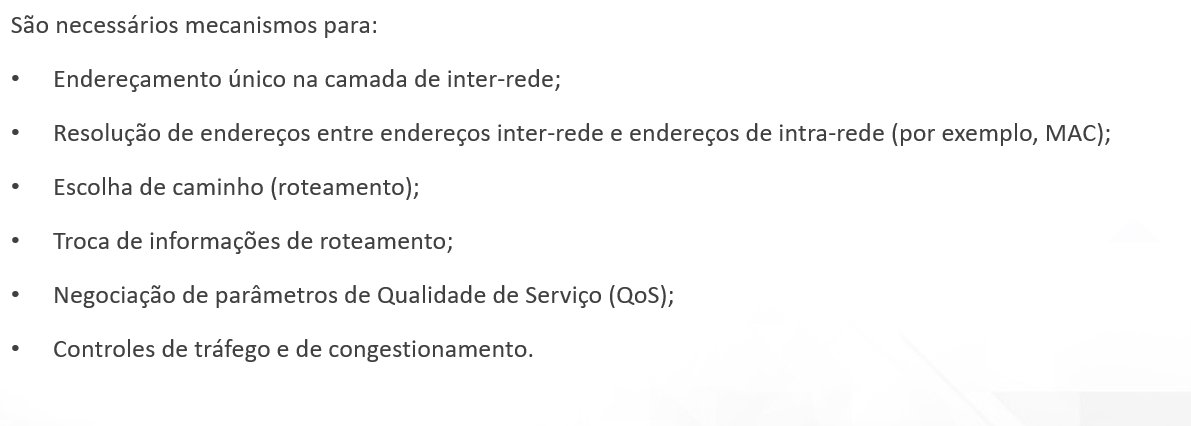 São necessários mecanismos para:
• Endereçamento único na camada de inter-rede;
• Resolução de endereços entre endereços inter-rede e endereços de intra-rede (por exemplo, MAC);
• Escolha de caminho (roteamento);
• Troca de informações de roteamento;
• Negociação de parâmetros de Qualidade de Serviço (QoS);
• Controles de tráfego e de congestionamento.